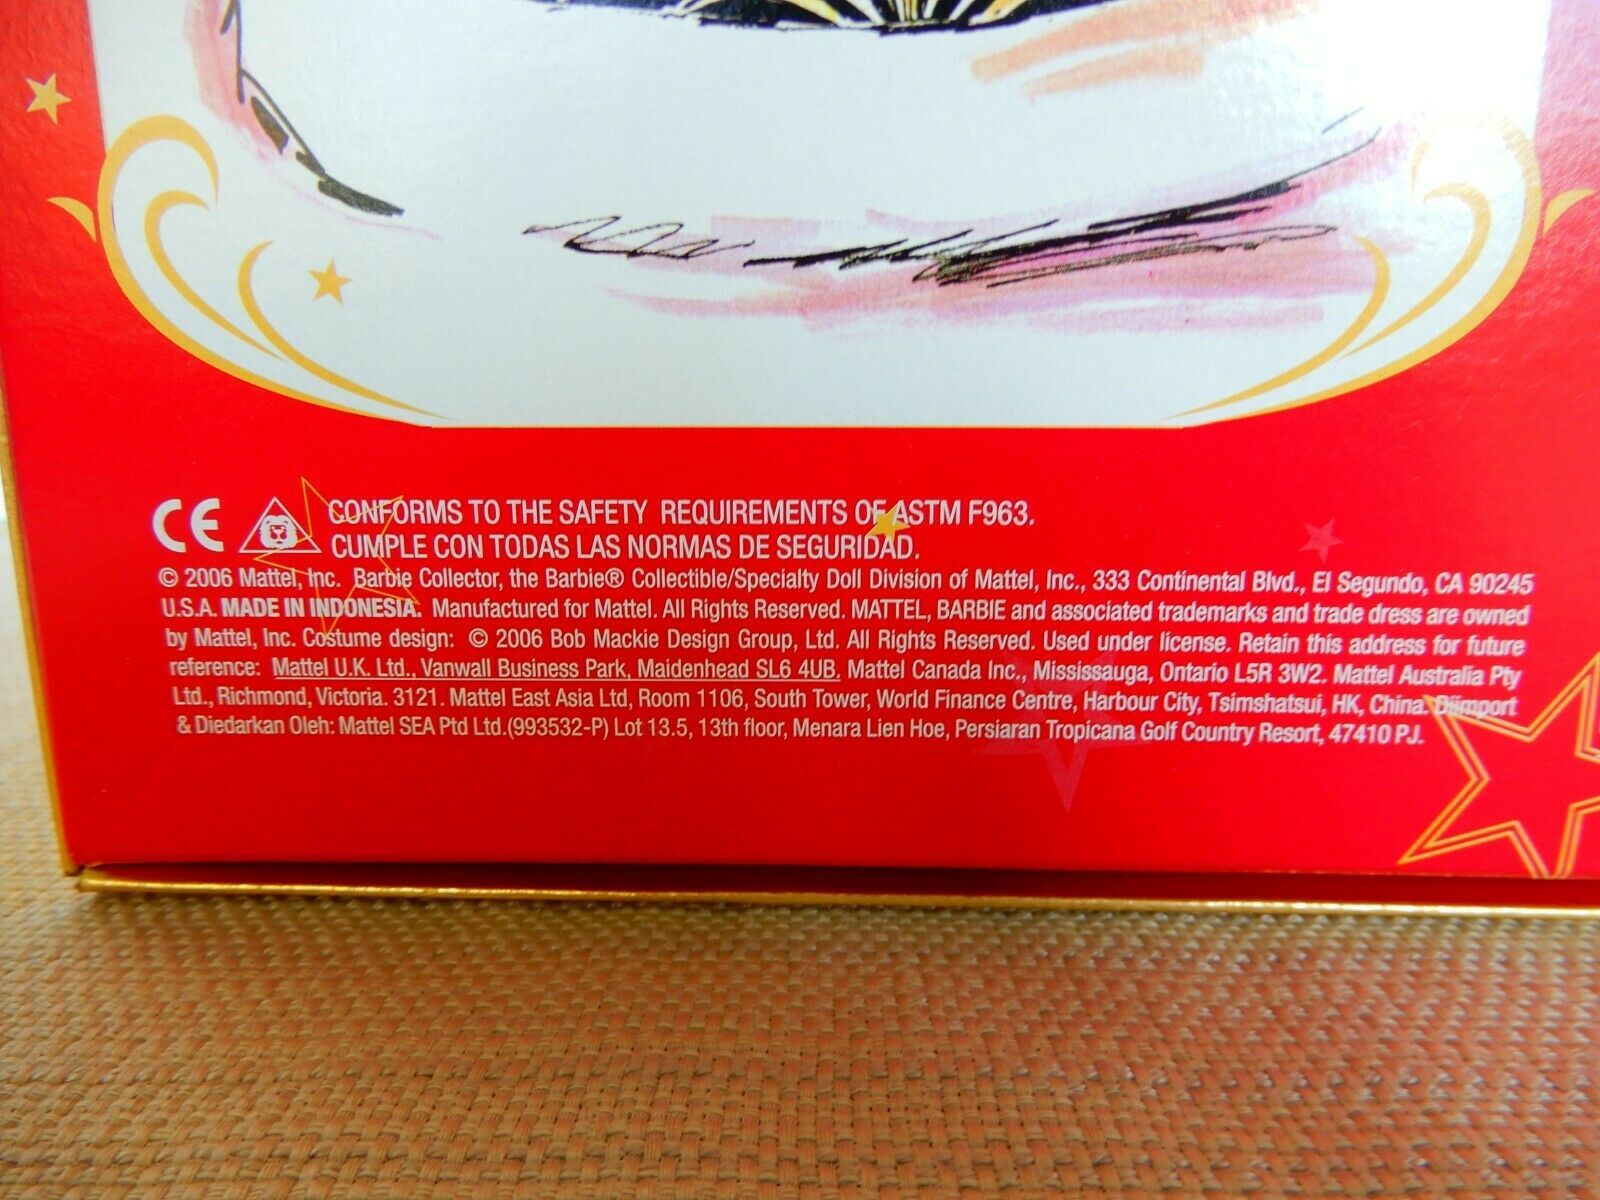 CE CONFORMS TO THE SAFETY REQUIREMENTS OF ASTM F963.
CUMPLE CON TODAS LAS NORMAS DE SEGURIDAD.
© 2006 Mattel, Inc. Barbie Collector, the Barbie® Collectible/Specialty Doll Division of Mattel, Inc., 333 Continental Blvd., El Segundo, CA 90245
U.S.A. MADE IN INDONESIA. Manufactured for Mattel. All Rights Reserved. MATTEL, BARBIE and associated trademarks and trade dress are owned
by Mattel, Inc. Costume design: © 2006 Bob Mackie Design Group, Ltd. All Rights Reserved. Used under license. Retain this address for future
reference: Mattel U.K. Ltd., Vanwall Business Park, Maidenhead SL6 4UB. Mattel Canada Inc., Mississauga, Ontario L5R 3W2. Mattel Australia Pty
Ltd., Richmond, Victoria. 3121. Mattel East Asia Ltd, Room 1106, South Tower, World Finance Centre, Harbour City, Tsimshatsui, HK, China. Diimport
& Diedarkan Oleh: Mattel SEA Ptd Ltd.(993532-P) Lot 13.5, 13th floor, Menara Lien Hoe, Persiaran Tropicana Golf Country Resort, 47410 PJ.